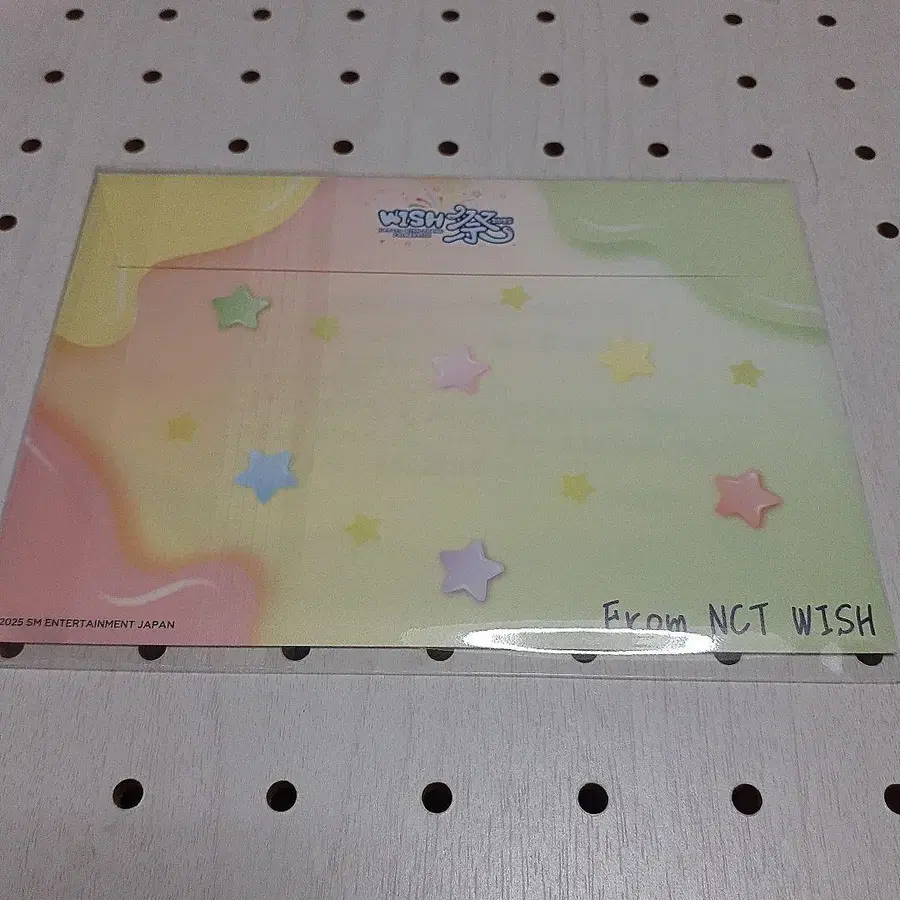 WISH祭
2025 SM ENTERTAINMENT JAPAN
From NCT WISH